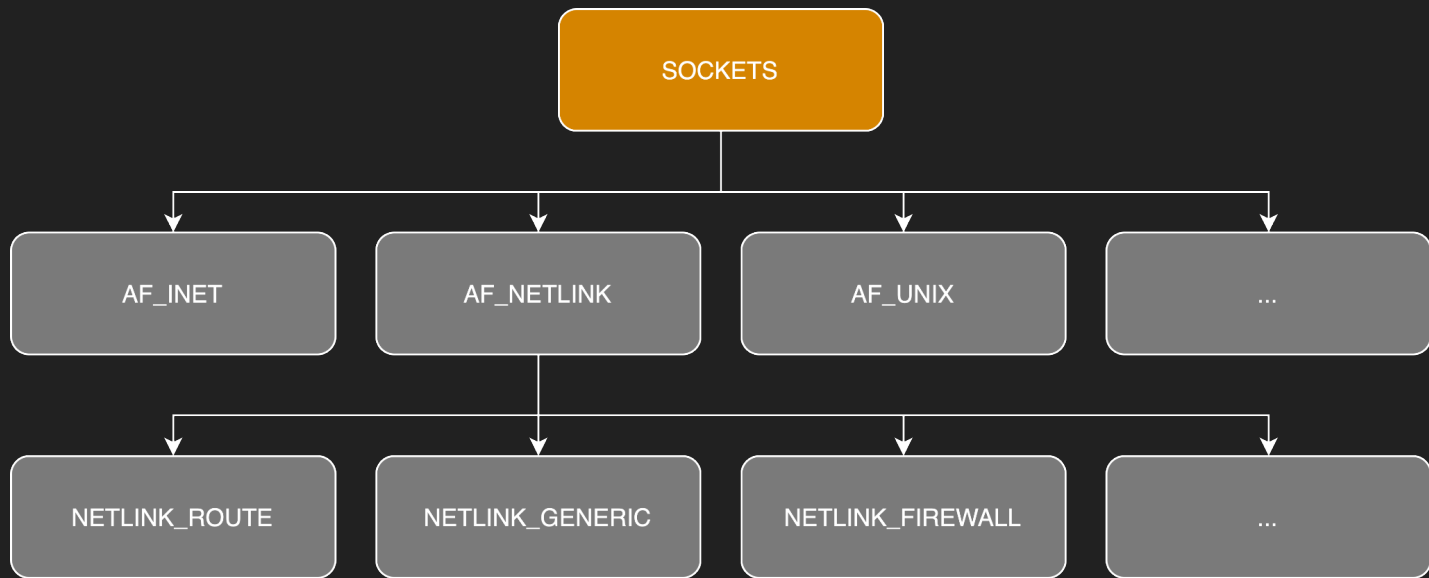 SOCKETS
AF_INET
AF_NETLINK
AF_UNIX
...
NETLINK_ROUTE
NETLINK_GENERIC
NETLINK_FIREWALL
...